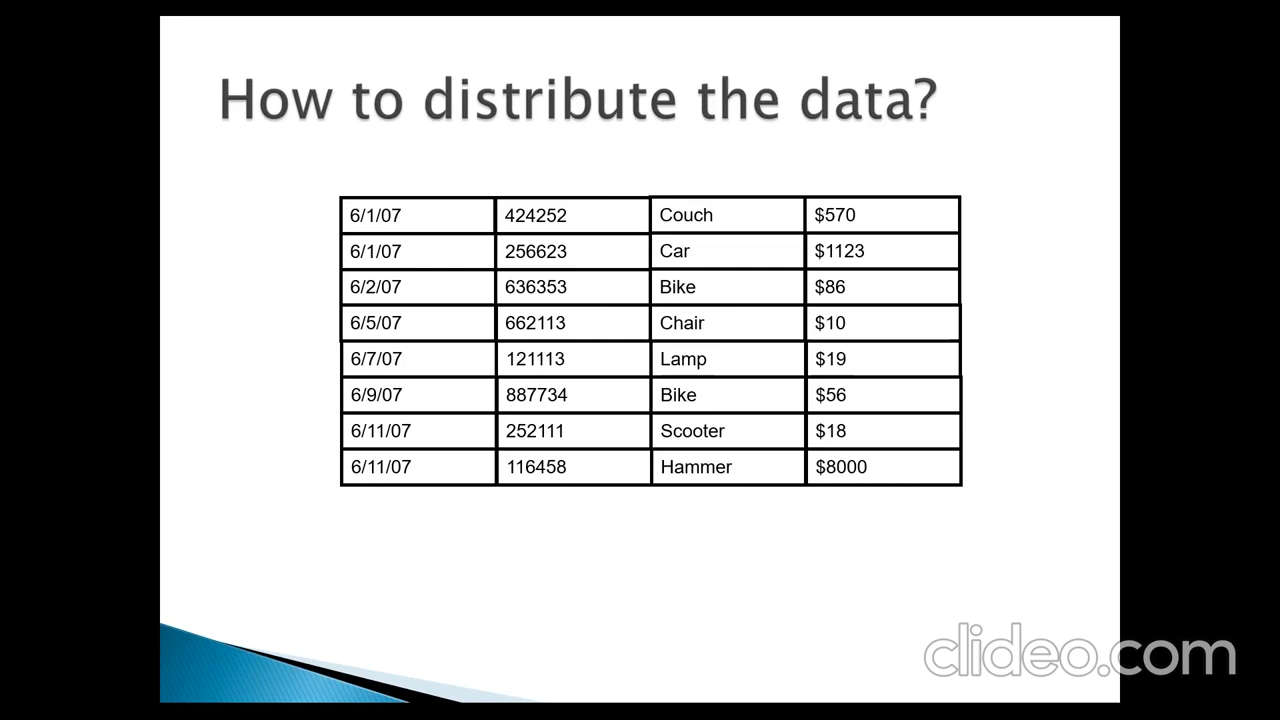 How to distribute the data?
6/1/07 424252 Couch $570
6/1/07 256623 Car $1123
6/2/07 636353 Bike $86
6/5/07 662113 Chair $10
6/7/07 121113 Lamp $19
6/9/07 887734 Bike $56
6/11/07 252111 Scooter $18
6/11/07 116458 Hammer $8000
clideo.com